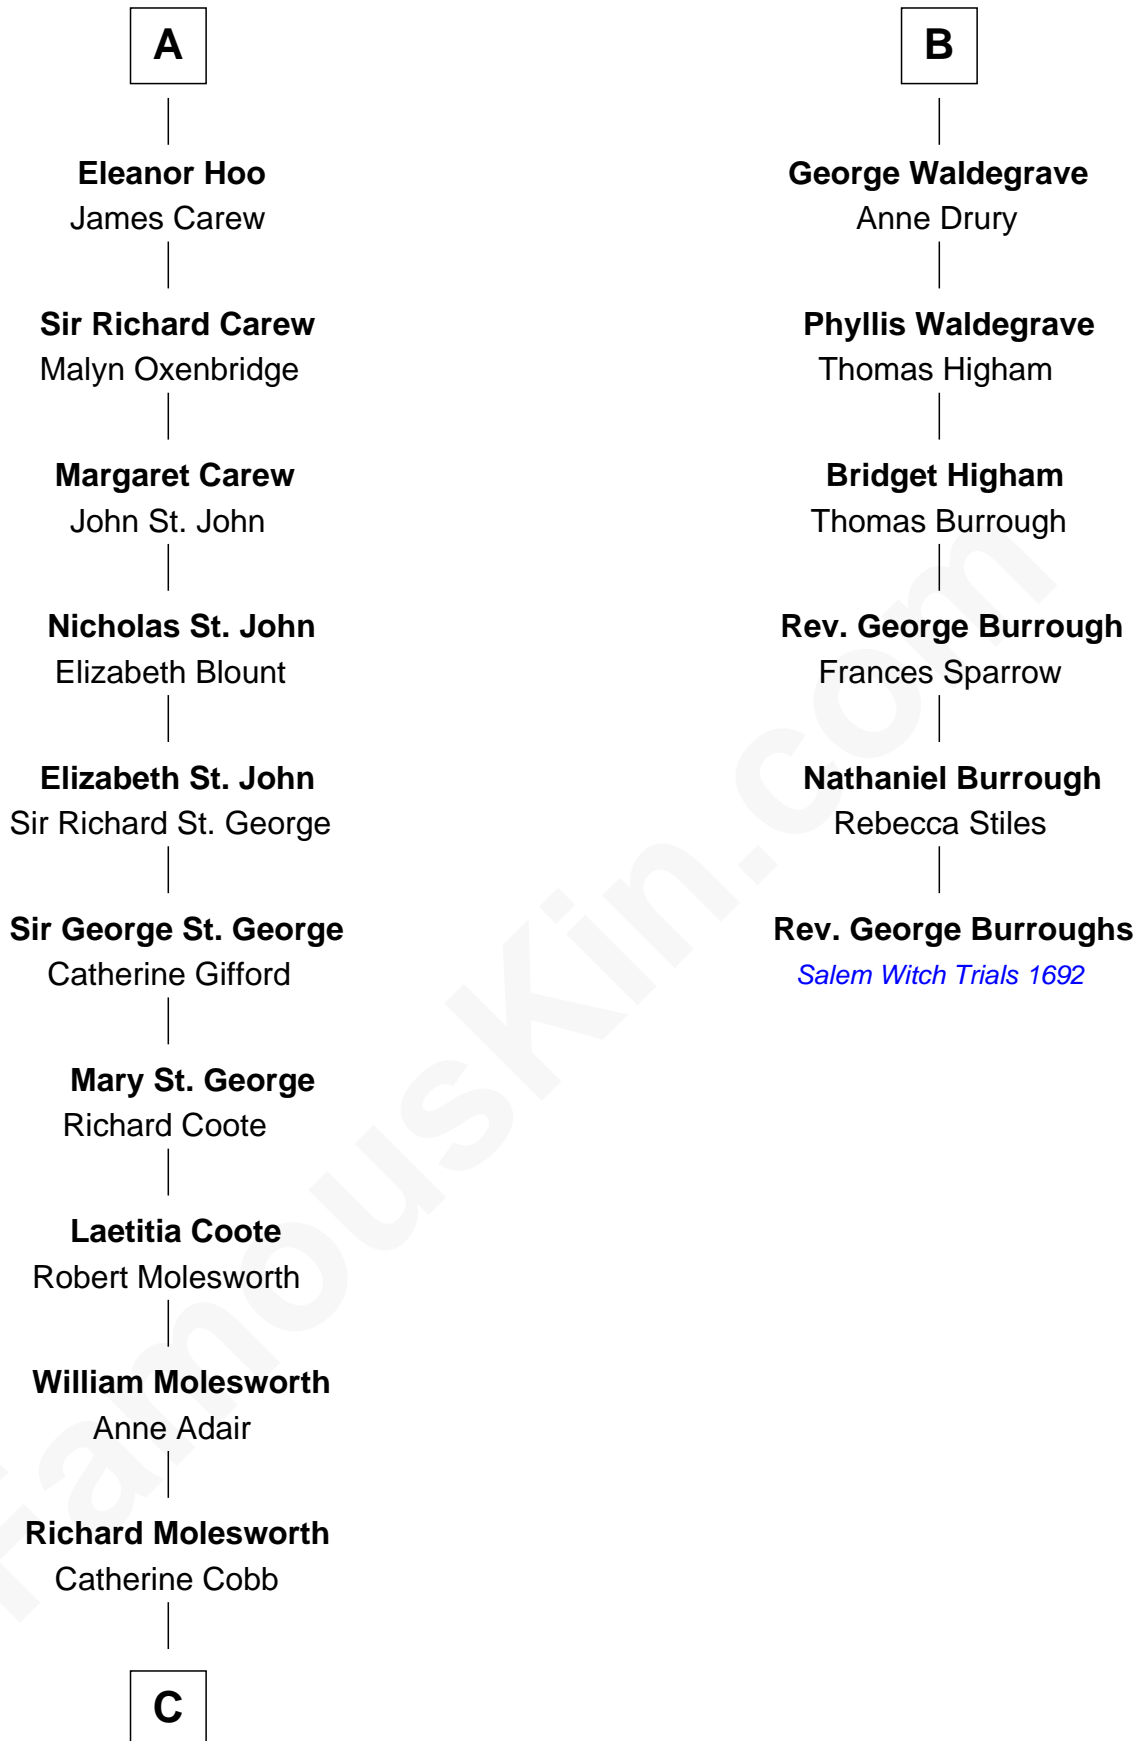 A
Eleanor Hoo
James Carew
Sir Richard Carew
Malyn Oxenbridge
Margaret Carew
John St. John
Nicholas St. John
Elizabeth Blount
Elizabeth St. John
Sir Richard St. George
Sir George St. George
Catherine Gifford
Mary St. George
Richard Coote
Laetitia Coote
Robert Molesworth
William Molesworth
Anne Adair
Richard Molesworth
Catherine Cobb
C
B
George Waldegrave
Anne Drury
Phyllis Waldegrave
Thomas Higham
Bridget Higham
Thomas Burrough
Rev. George Burrough
Frances Sparrow
Nathaniel Burrough
Rebecca Stiles
Rev. George Burroughs
Salem Witch Trials 1692
FamousKin.com